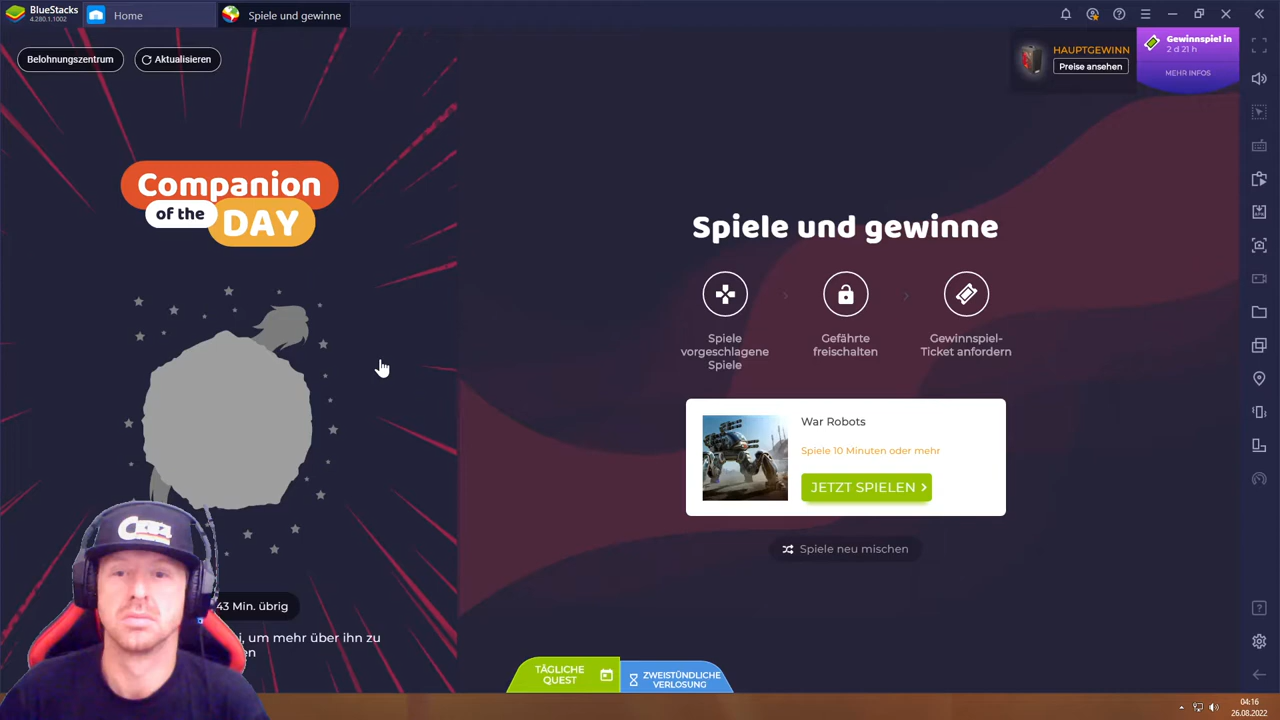 BlueStacks
4.280.1.1002
Home
Spiele und gewinne
Belohnungszentrum
Aktualisieren
HAUPTGEWINN
Preise ansehen
Gewinnspiel in
2 d 21 h
MEHR INFOS
Companion
of the DAY
43 Min. übrig
i, um mehr über ihn zu
en
Spiele und gewinne
Spiele
vorgeschlagene
Spiele
Gefährte
freischalten
Gewinnspiel-
Ticket anfordern
War Robots
Spiele 10 Minuten oder mehr
JETZT SPIELEN
Spiele neu mischen
TÄGLICHE
QUEST
ZWEISTÜNDLICHE
VERLOSUNG
04:16
26.08.2022